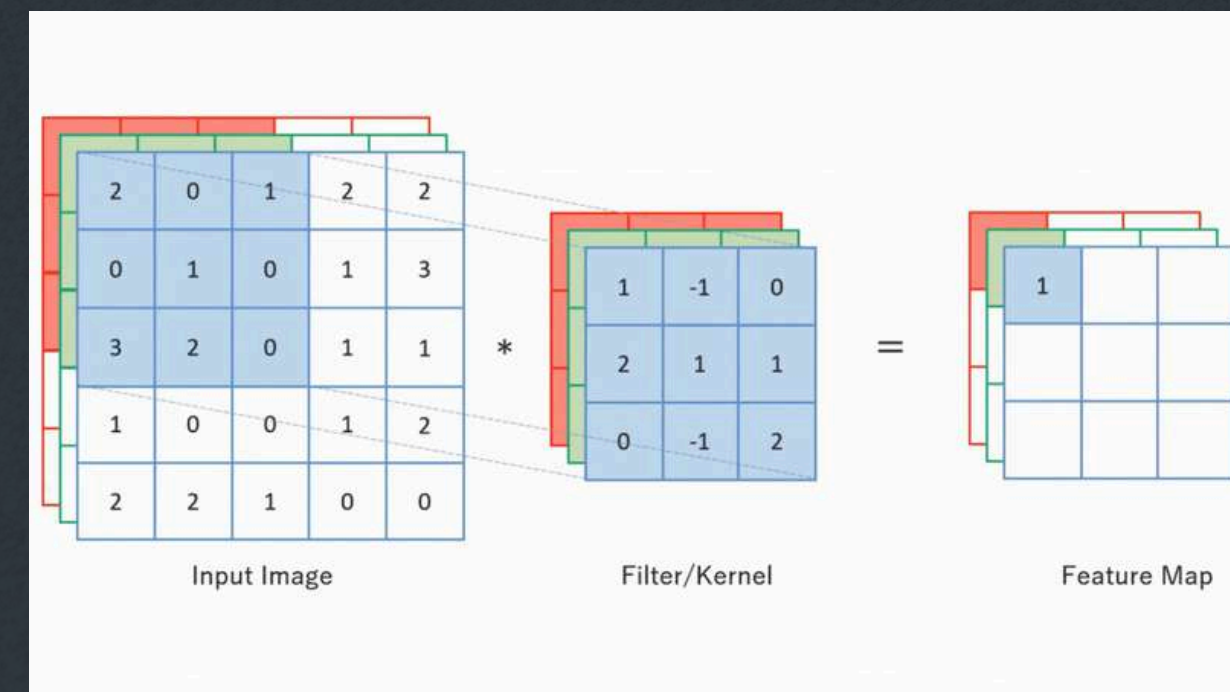 2 0 1 2 2
0 1 0 1 3
3 2 0 1 1
1 0 0 1 2
2 2 1 0 0
Input Image
*
1 -1 0
2 1 1
0 -1 2
Filter/Kernel
=
1
Feature Map